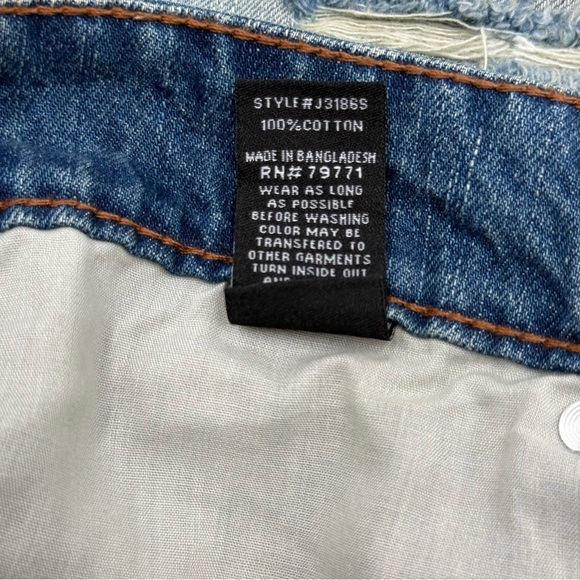 STYLE#J3186S
100%COTTON
MADE IN BANGLADESH
RN# 79771
WEAR AS LONG
AS POSSIBLE
BEFORE WASHING
COLOR MAY BE
TRANSFERED TO
OTHER GARMENTS
TURN INSIDE OUT